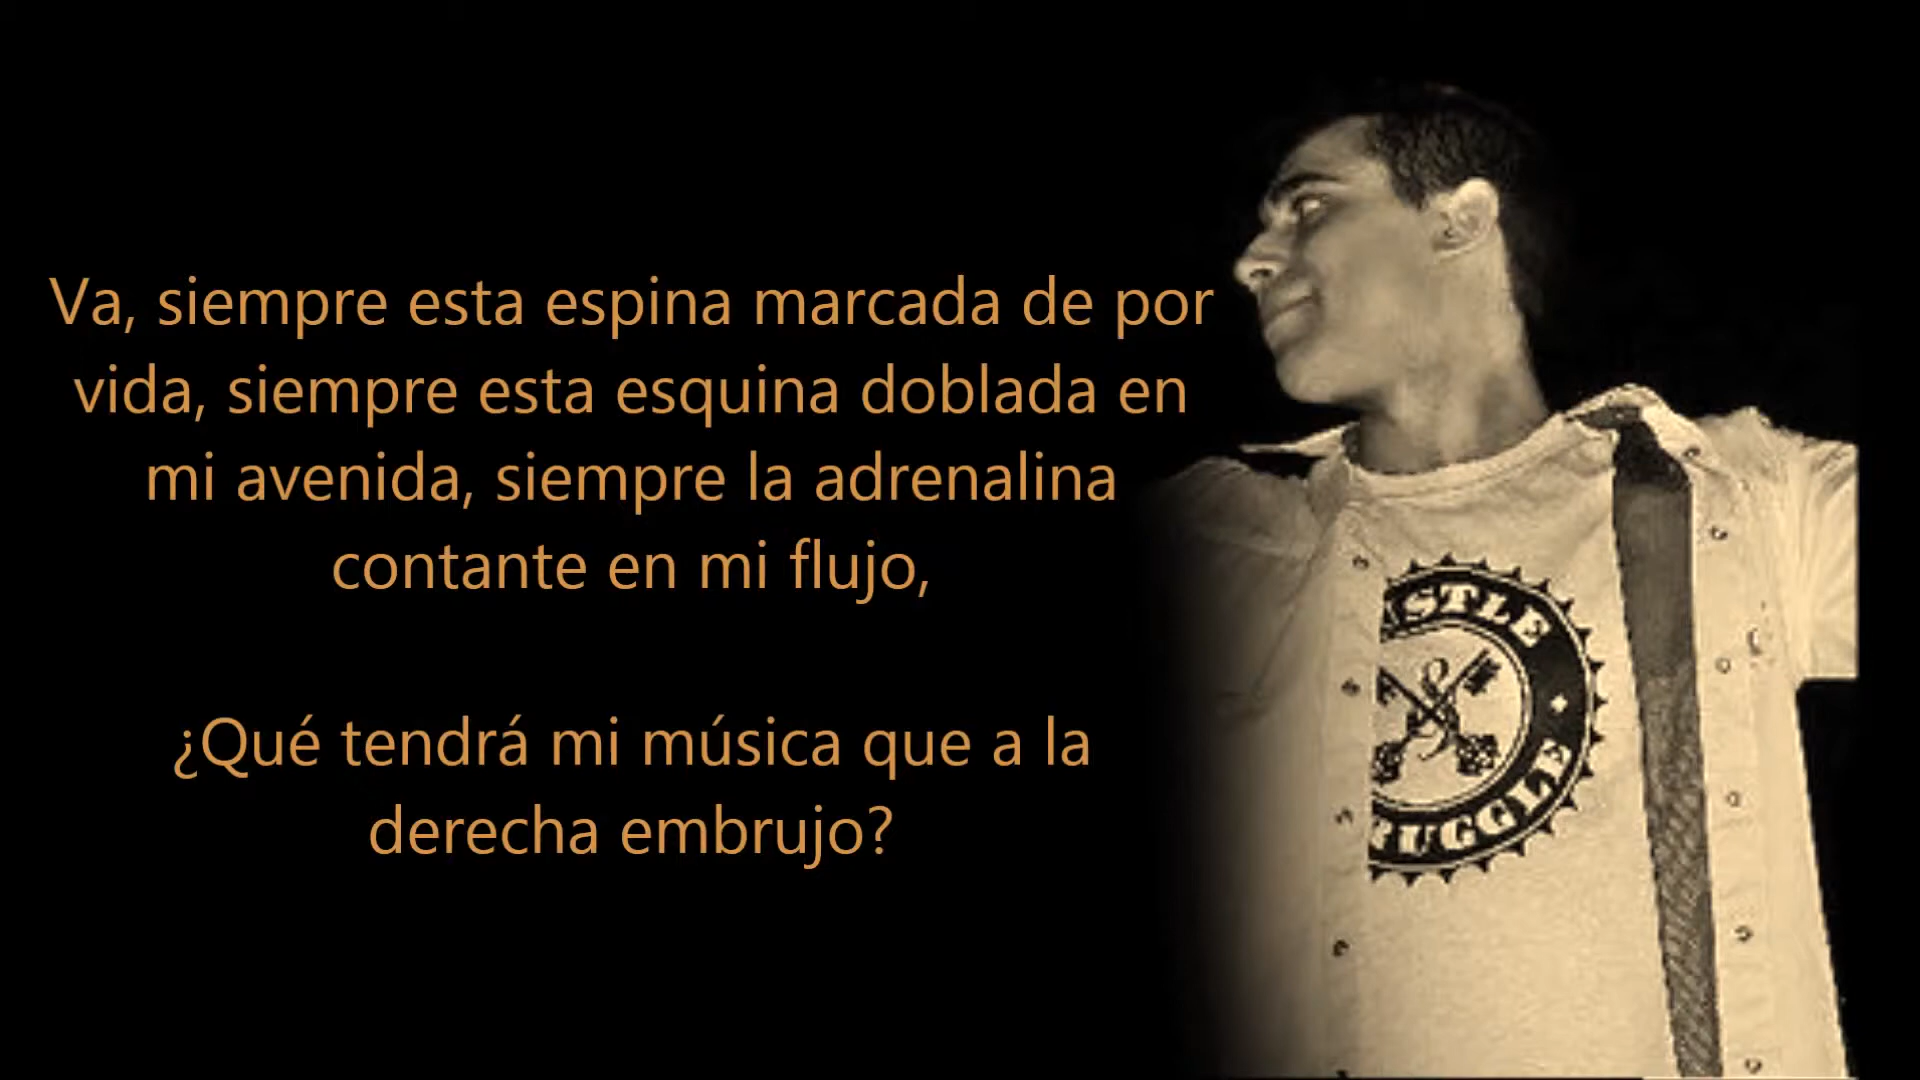 Va, siempre esta espina marcada de por
vida, siempre esta esquina doblada en
mi avenida, siempre la adrenalina
contante en mi flujo,
¿Qué tendrá mi música que a la
derecha embrujo?